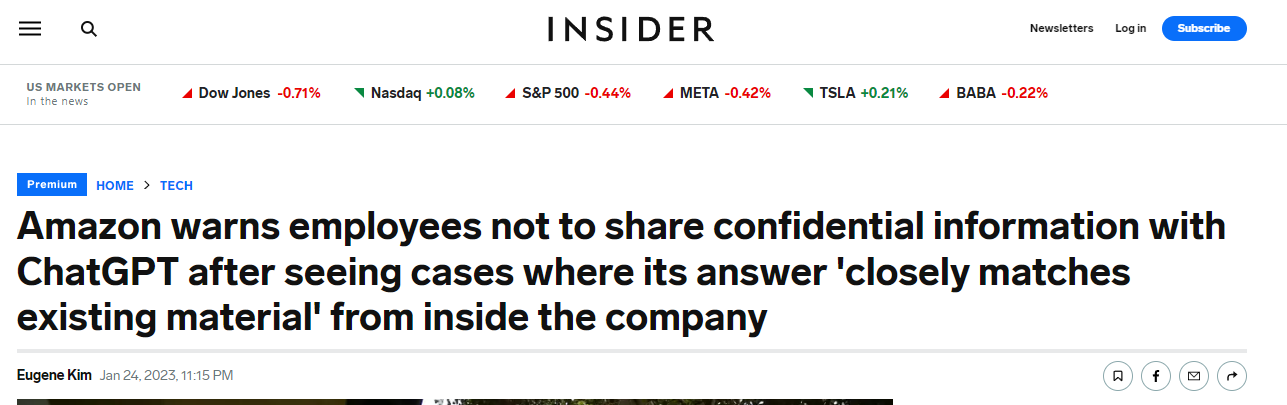 INSIDER
Newsletters Log in Subscribe
US MARKETS OPEN
In the news
Dow Jones -0.71% Nasdaq +0.08% S&P 500 -0.44% META -0.42% TSLA +0.21% BABA -0.22%
Premium HOME > TECH
Amazon warns employees not to share confidential information with
ChatGPT after seeing cases where its answer 'closely matches
existing material' from inside the company
Eugene Kim Jan 24, 2023, 11:15 PM